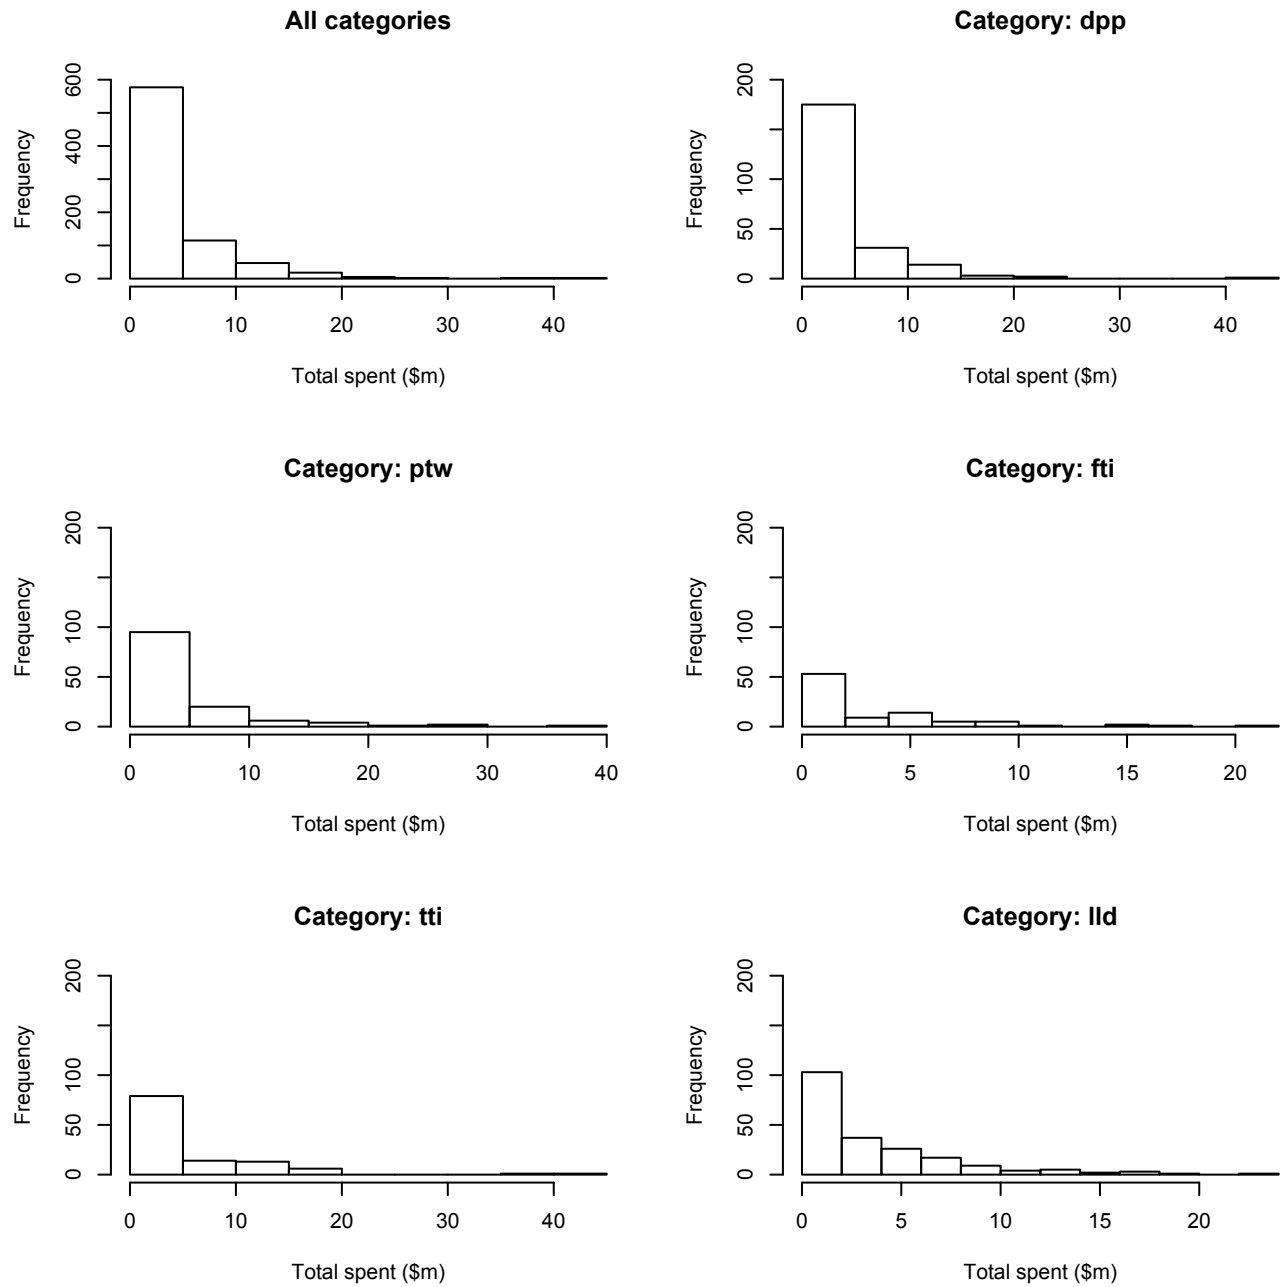 All categories
Frequency
0 200 400 600
0 10 20 30 40
Total spent ($m)
Category: dpp
Frequency
0 50 100 200
0 10 20 30 40
Total spent ($m)
Category: ptw
Frequency
0 50 100 200
0 10 20 30 40
Total spent ($m)
Category: fti
Frequency
0 50 100 200
0 5 10 15 20
Total spent ($m)
Category: tti
Frequency
0 50 100 200
0 10 20 30 40
Total spent ($m)
Category: lld
Frequency
0 50 100 200
0 5 10 15 20
Total spent ($m)